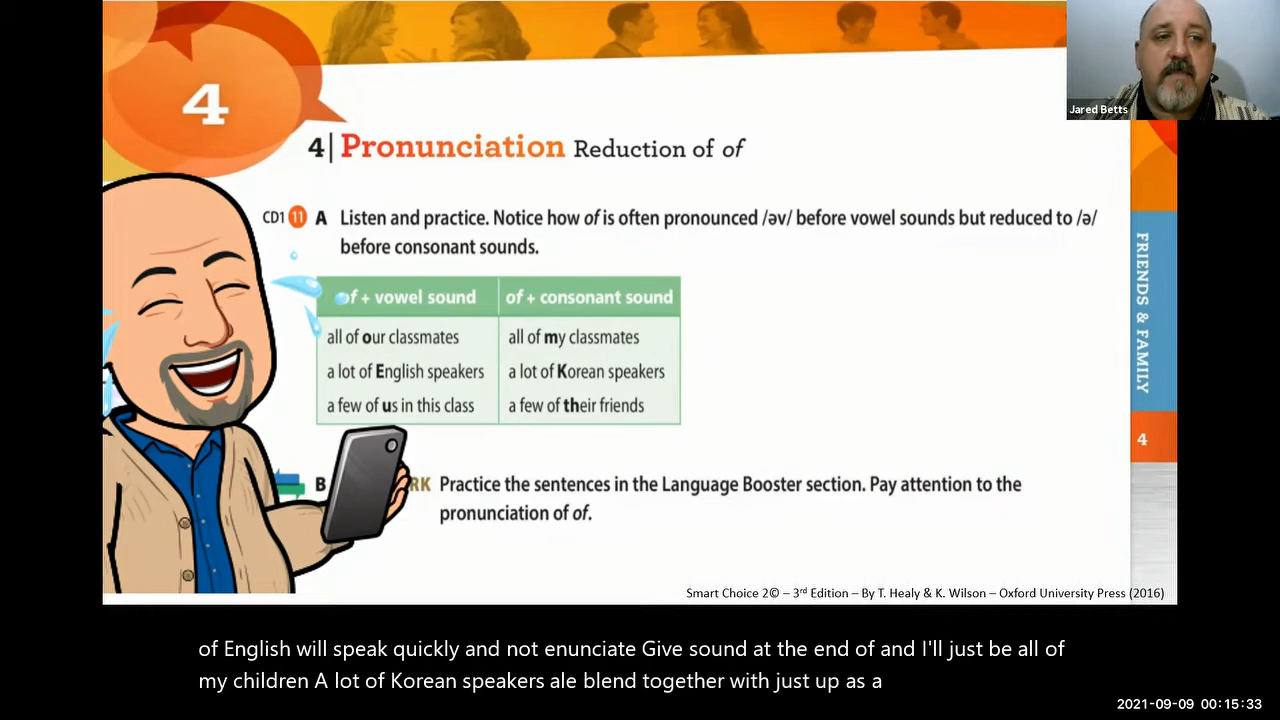 4
Jared Betts
4| Pronunciation Reduction of of
CD1 11 A Listen and practice. Notice how of is often pronounced /əv/ before vowel sounds but reduced to /ə/
before consonant sounds.
of + vowel sound of + consonant sound
all of our classmates all of my classmates
a lot of English speakers a lot of Korean speakers
a few of us in this class a few of their friends
FRIENDS & FAMILY
4
B RK Practice the sentences in the Language Booster section. Pay attention to the
pronunciation of of.
Smart Choice 2© – 3rd Edition – By T. Healy & K. Wilson – Oxford University Press (2016)
of English will speak quickly and not enunciate Give sound at the end of and I'll just be all of
my children A lot of Korean speakers ale blend together with just up as a
2021-09-09 00:15:33